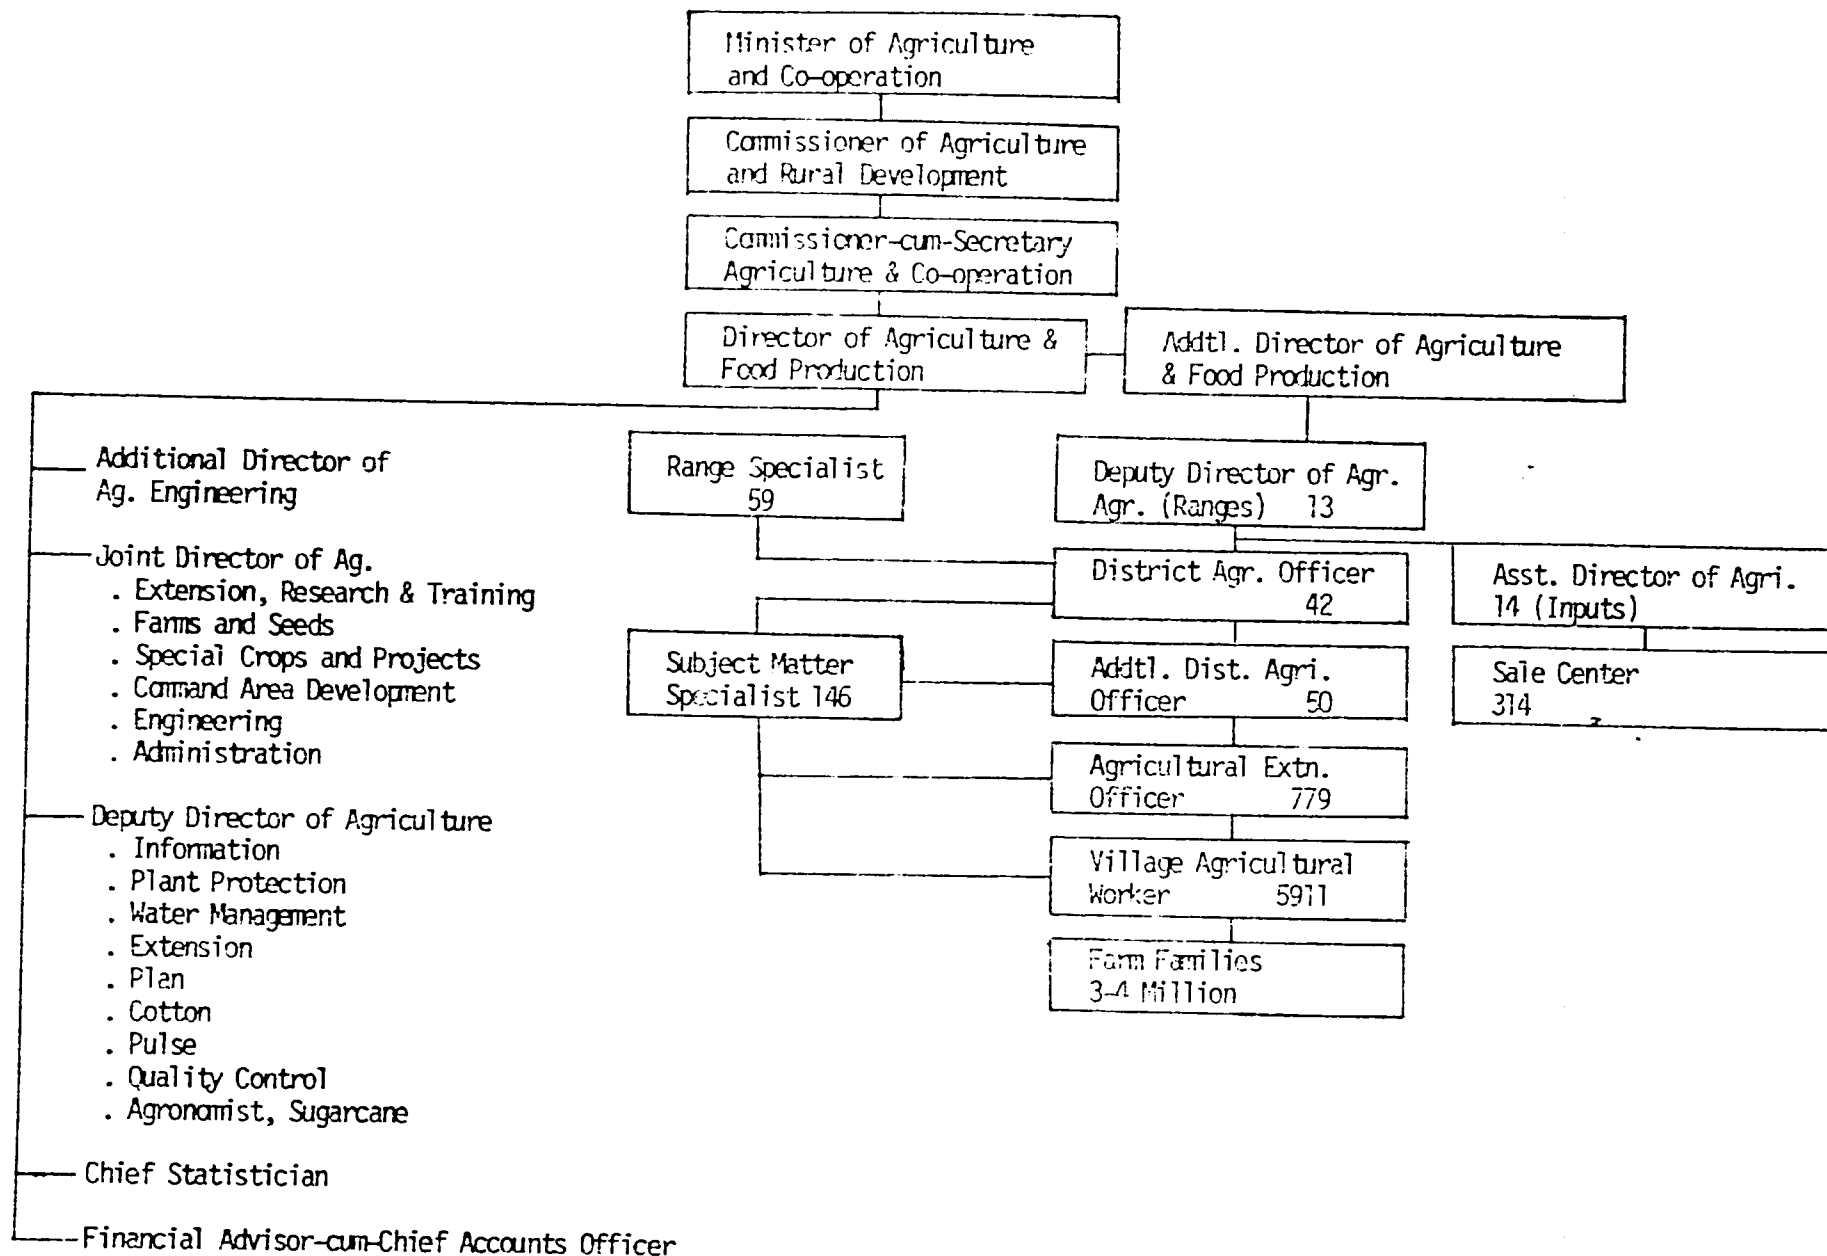 Minister of Agriculture
and Co-operation
Commissioner of Agriculture
and Rural Development
Commissioner-cum-Secretary
Agriculture & Co-operation
Director of Agriculture &
Food Production
Addtl. Director of Agriculture
& Food Production
Additional Director of
Ag. Engineering
Joint Director of Ag.
. Extension, Research & Training
. Farms and Seeds
. Special Crops and Projects
. Command Area Development
. Engineering
. Administration
Deputy Director of Agriculture
. Information
. Plant Protection
. Water Management
. Extension
. Plan
. Cotton
. Pulse
. Quality Control
. Agronomist, Sugarcane
Chief Statistician
Financial Advisor-cum-Chief Accounts Officer
Range Specialist
59
Subject Matter
Specialist 146
Deputy Director of Agr.
Agr. (Ranges) 13
District Agr. Officer
42
Addtl. Dist. Agri.
Officer 50
Agricultural Extn.
Officer 779
Village Agricultural
Worker 5911
Farm Families
3-4 Million
Asst. Director of Agri.
14 (Inputs)
Sale Center
314